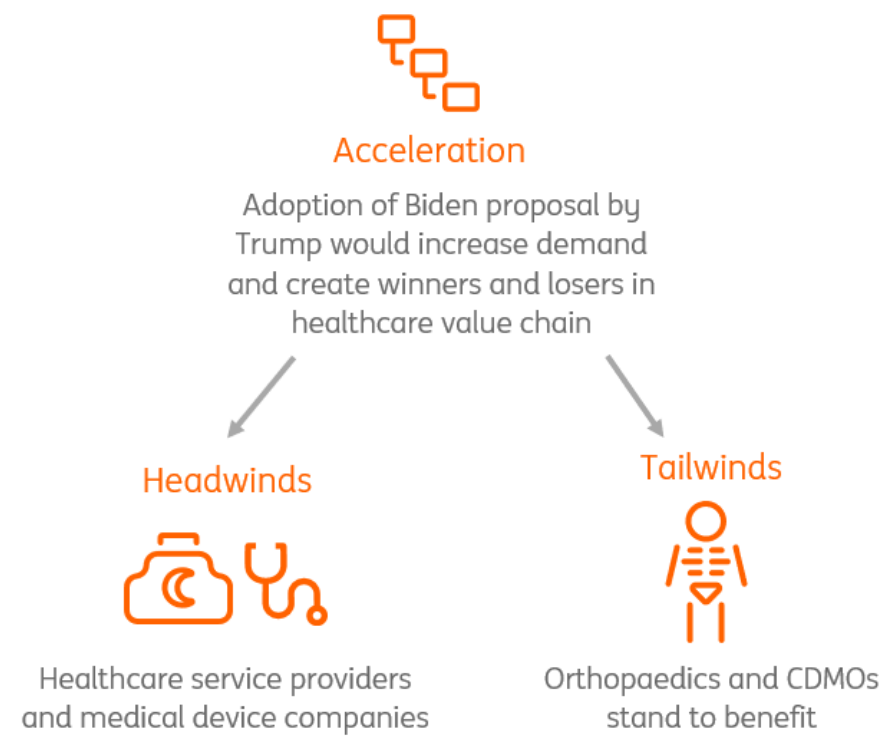 Acceleration
Adoption of Biden proposal by
Trump would increase demand
and create winners and losers in
healthcare value chain
Headwinds
Tailwinds
Healthcare service providers
and medical device companies
Orthopaedics and CDMOs
stand to benefit